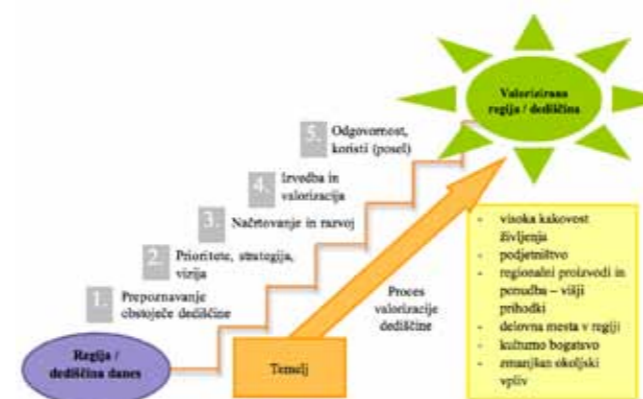 Valorizirana
regija / dediščina
5. Odgovornost,
koristi (posel)
4. Izvedba in
valorizacija
3. Načrtovanje in razvoj
2. Prioritete, strategija,
vizija
1. Prepoznavanje
obstoječe dediščine
Regija /
dediščina danes
Temelj
Proces
valorizacije
dediščine
- visoka kakovost
življenja
- podjetništvo
- regionalni proizvodi in
ponudba – višji
prihodki
- delovna mesta v regiji
- kulturno bogatsvo
- zmanjšan okoljski
vpliv